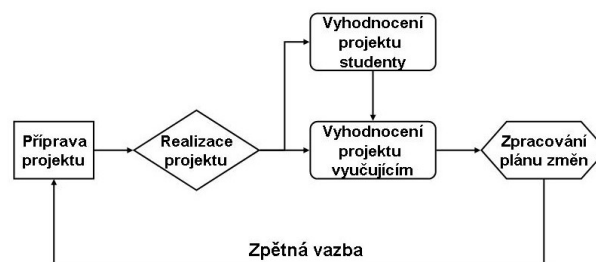 Příprava
projektu
Realizace
projektu
Vyhodnocení
projektu
studenty
Vyhodnocení
projektu
vyučujícím
Zpracování
plánu změn
Zpětná vazba